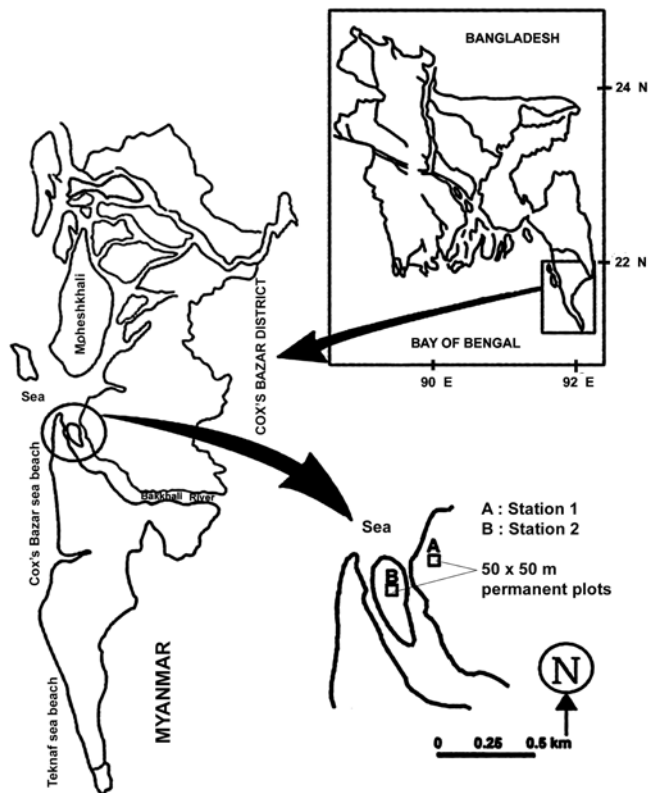 BANGLADESH
24 N
22 N
BAY OF BENGAL
90 E
92 E
Moheshkhali
COX'S BAZAR DISTRICT
Sea
Cox's Bazar sea beach
Bakkhali River
Sea
A : Station 1
B : Station 2
A
B
50 x 50 m
permanent plots
MYANMAR
Teknaf sea beach
N
0 0.25 0.5 km